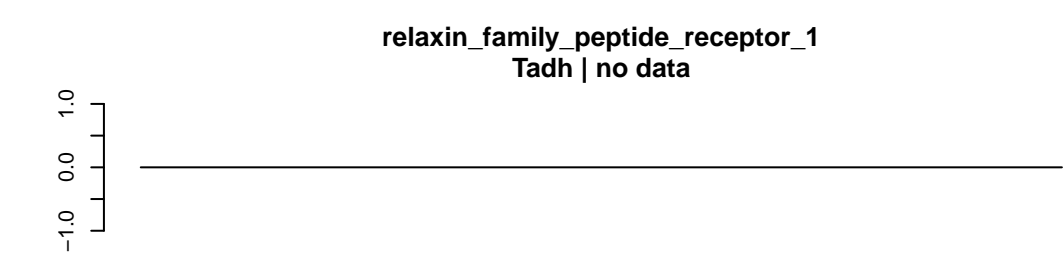 relaxin_family_peptide_receptor_1
Tadh | no data
1.0
0.0
−1.0